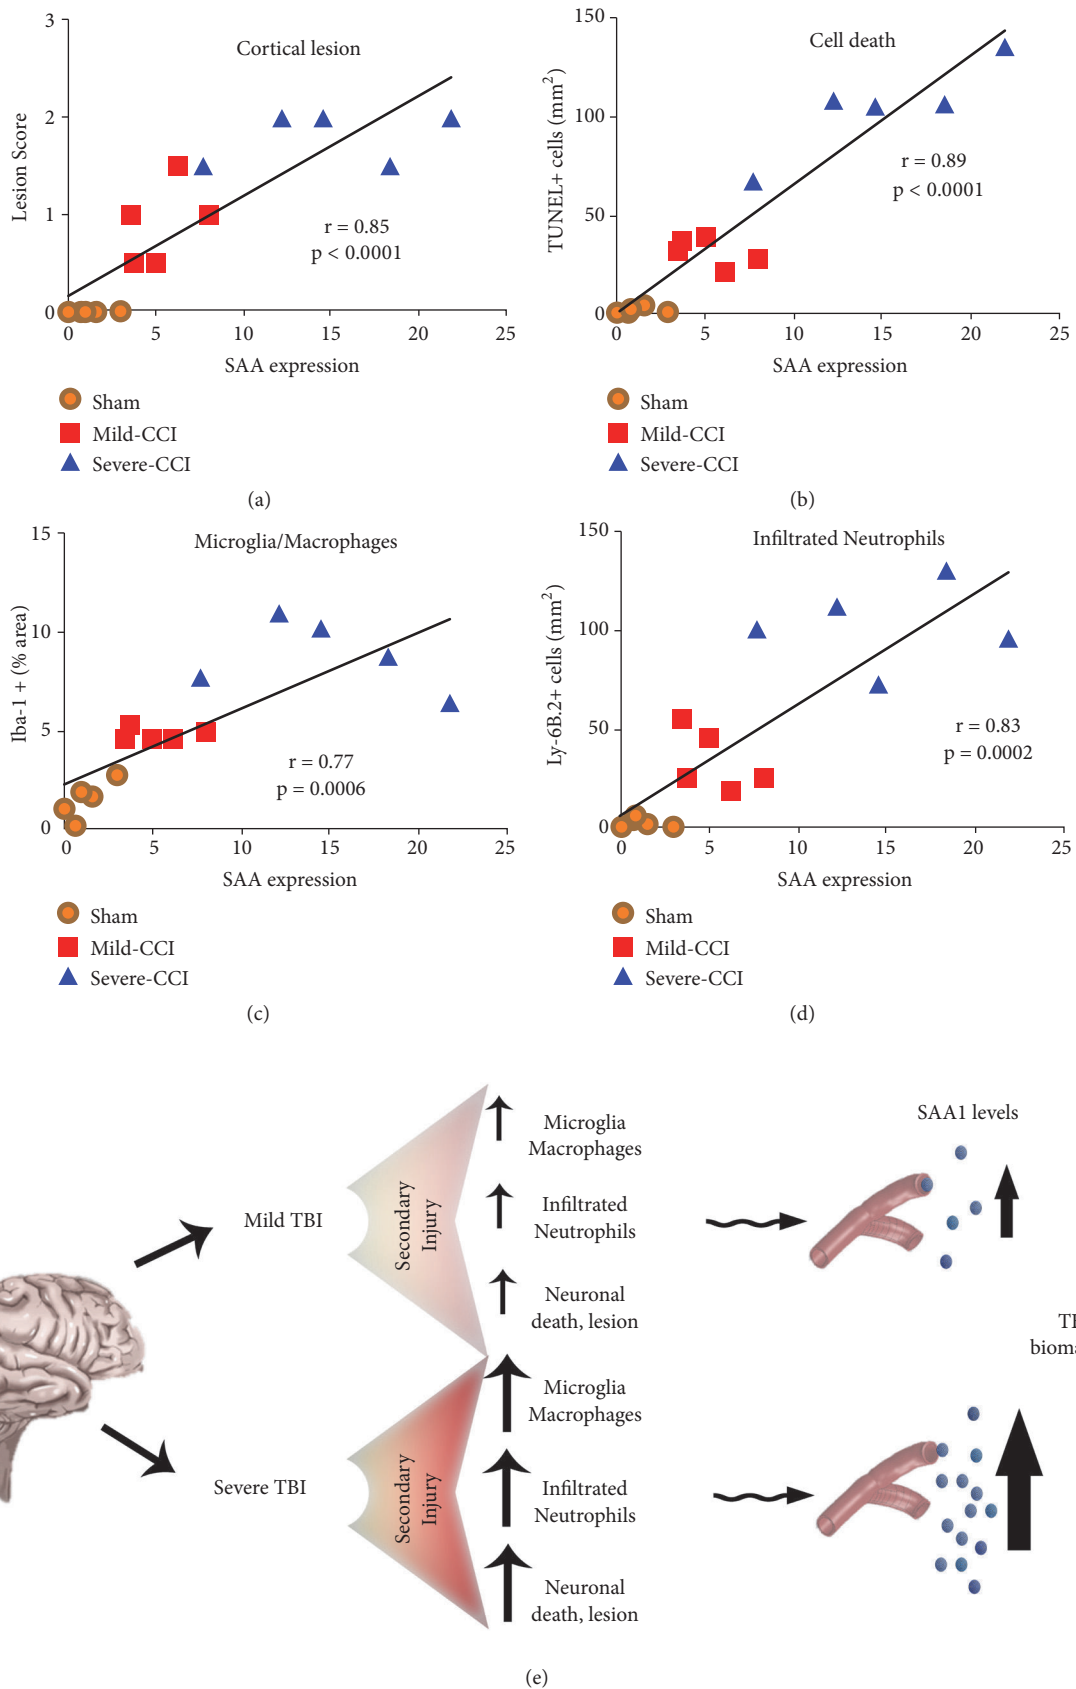 Cortical lesion
3
2
1
0
Lesion Score
r = 0.85
p < 0.0001
0 5 10 15 20 25
SAA expression
Sham
Mild-CCI
Severe-CCI
(a)
Cell death
150
100
50
0
TUNEL+ cells (mm²)
r = 0.89
p < 0.0001
0 5 10 15 20 25
SAA expression
Sham
Mild-CCI
Severe-CCI
(b)
Microglia/Macrophages
15
10
5
0
Iba-1 + (% area)
r = 0.77
p = 0.0006
0 5 10 15 20 25
SAA expression
Sham
Mild-CCI
Severe-CCI
(c)
Infiltrated Neutrophils
150
100
50
0
Ly-6B.2+ cells (mm²)
r = 0.83
p = 0.0002
0 5 10 15 20 25
SAA expression
Sham
Mild-CCI
Severe-CCI
(d)
Mild TBI
Secondary
Injury
Microglia
Macrophages
Infiltrated
Neutrophils
Neuronal
death, lesion
SAA1 levels
Severe TBI
Secondary
Injury
Microglia
Macrophages
Infiltrated
Neutrophils
Neuronal
death, lesion
(e)